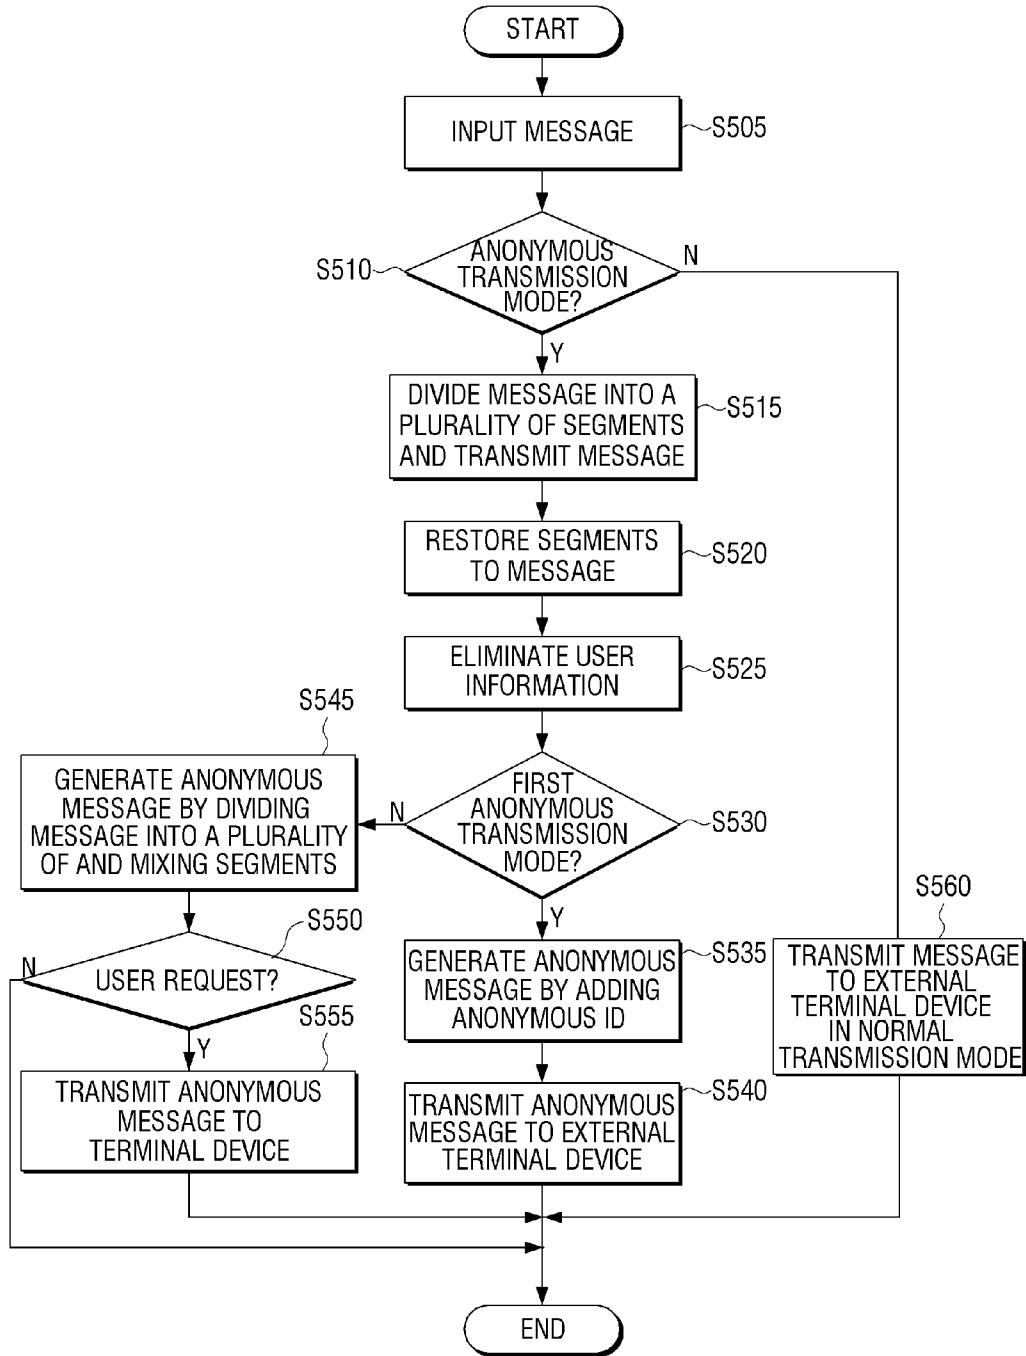 START
INPUT MESSAGE
S505
ANONYMOUS
TRANSMISSION
MODE?
S510
N
Y
DIVIDE MESSAGE INTO A
PLURALITY OF SEGMENTS
AND TRANSMIT MESSAGE
S515
RESTORE SEGMENTS
TO MESSAGE
S520
ELIMINATE USER
INFORMATION
S525
FIRST
ANONYMOUS
TRANSMISSION
MODE?
S530
N
Y
S545
GENERATE ANONYMOUS
MESSAGE BY DIVIDING
MESSAGE INTO A PLURALITY
OF AND MIXING SEGMENTS
S550
USER REQUEST?
N
Y
S555
TRANSMIT ANONYMOUS
MESSAGE TO
TERMINAL DEVICE
GENERATE ANONYMOUS
MESSAGE BY ADDING
ANONYMOUS ID
S535
TRANSMIT ANONYMOUS
MESSAGE TO EXTERNAL
TERMINAL DEVICE
S540
S560
TRANSMIT MESSAGE
TO EXTERNAL
TERMINAL DEVICE
IN NORMAL
TRANSMISSION MODE
END